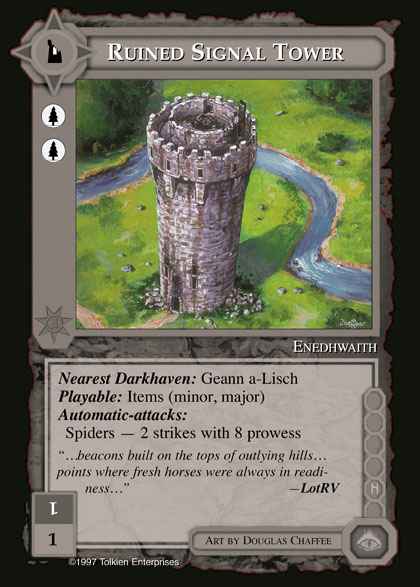 RUINED SIGNAL TOWER
ENEDHWAITH
Nearest Darkhaven: Geann a-Lisch
Playable: Items (minor, major)
Automatic-attacks:
Spiders — 2 strikes with 8 prowess
“…beacons built on the tops of outlying hills…
points where fresh horses were always in readi-
ness…” –LotRV
H
1
1
ART BY DOUGLAS CHAFFEE
©1997 Tolkien Enterprises